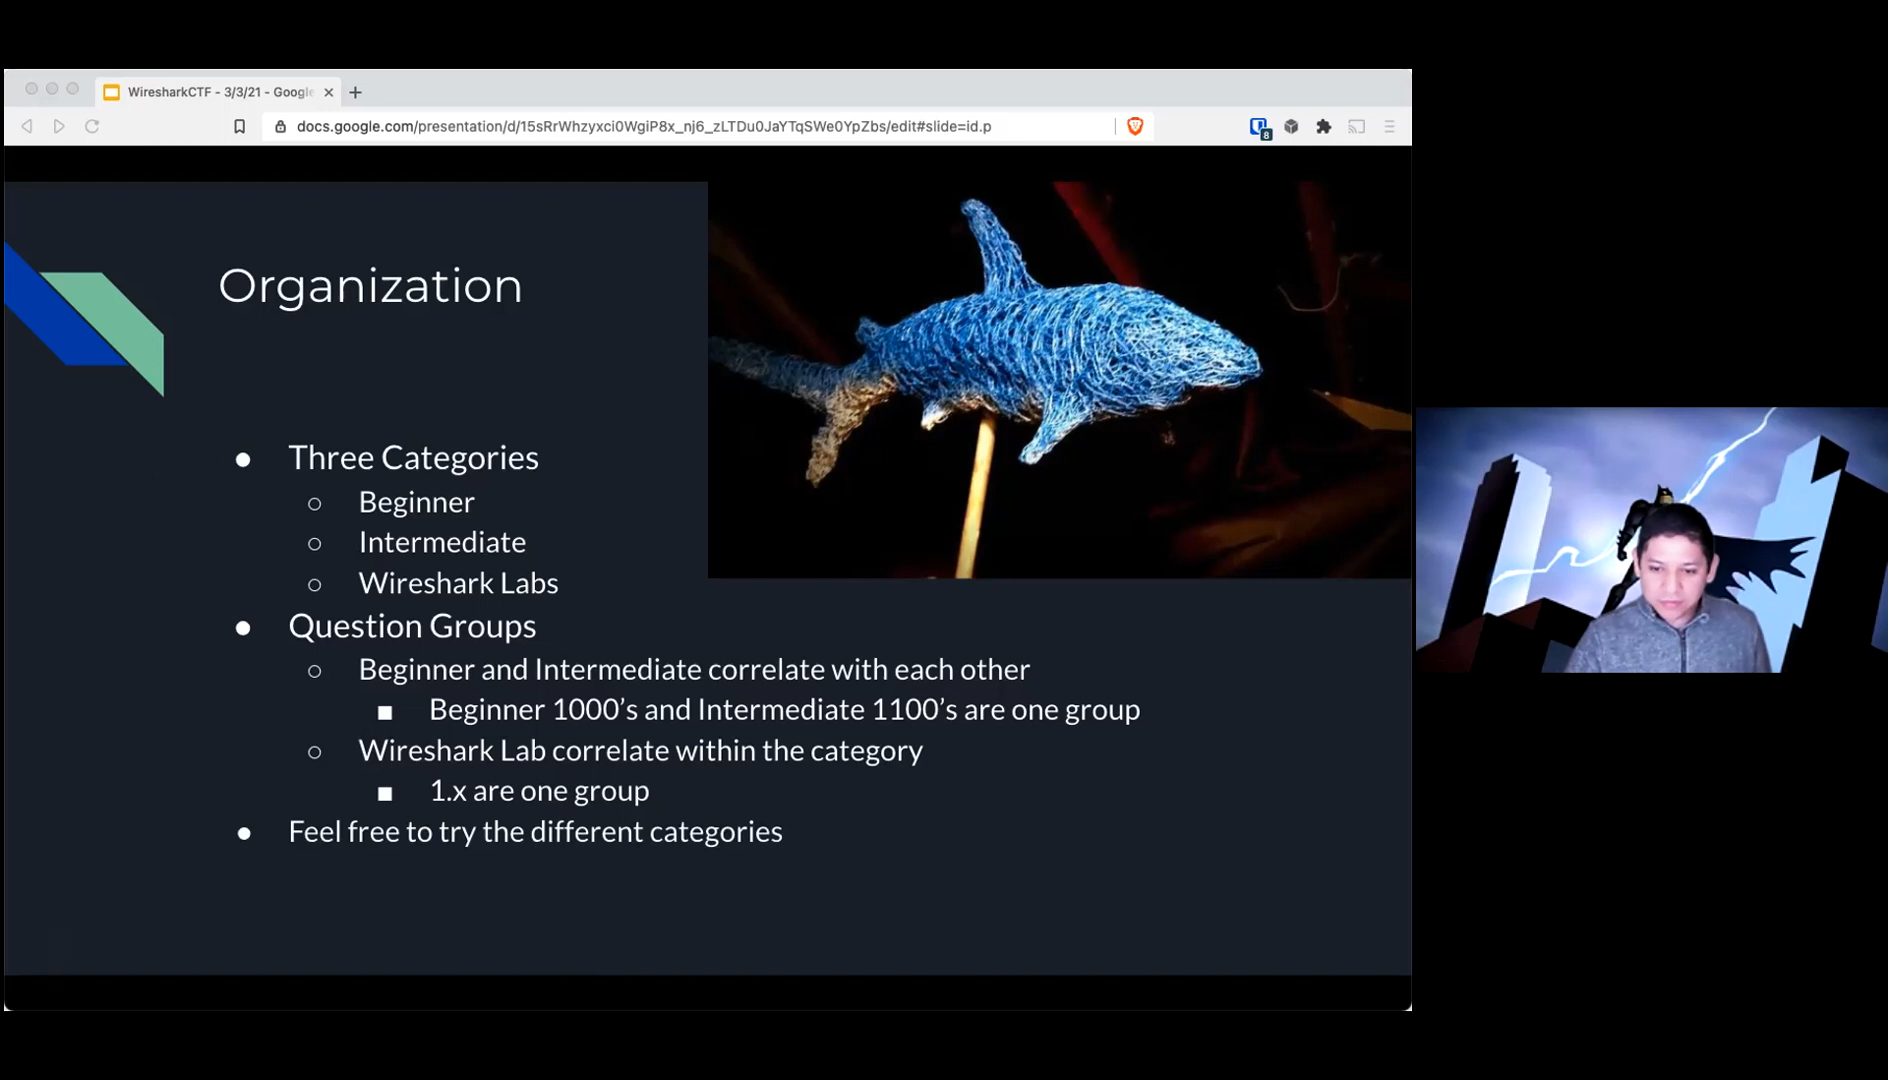 WiresharkCTF - 3/3/21 - Google
docs.google.com/presentation/d/15sRrWhzyxci0WgiP8x_nj6_zLTDu0JaYTqSWe0YpZbs/edit#slide=id.p
8
Organization
Three Categories
Beginner
Intermediate
Wireshark Labs
Question Groups
Beginner and Intermediate correlate with each other
Beginner 1000’s and Intermediate 1100’s are one group
Wireshark Lab correlate within the category
1.x are one group
Feel free to try the different categories